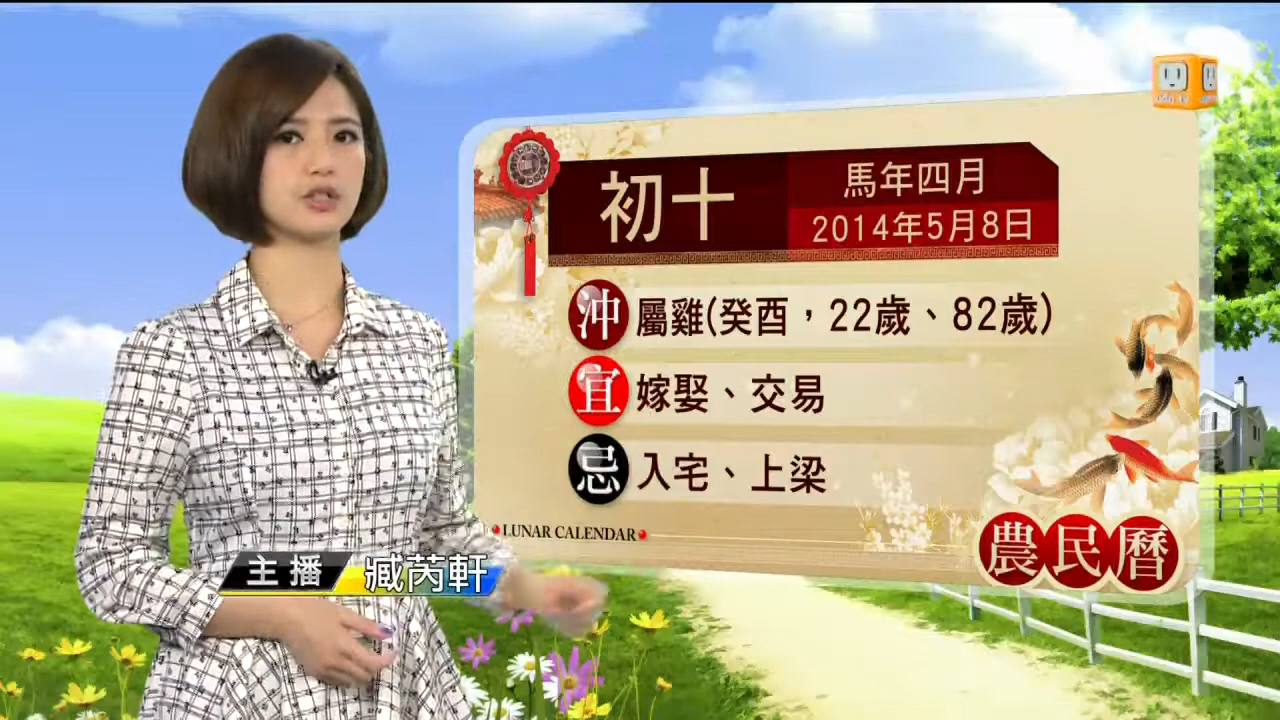 初十
馬年四月
2014年5月8日
沖 屬雞(癸酉,22歲、82歲)
宜 嫁娶、交易
忌 入宅、上梁
LUNAR CALENDAR
農民曆
主播 臧芮軒